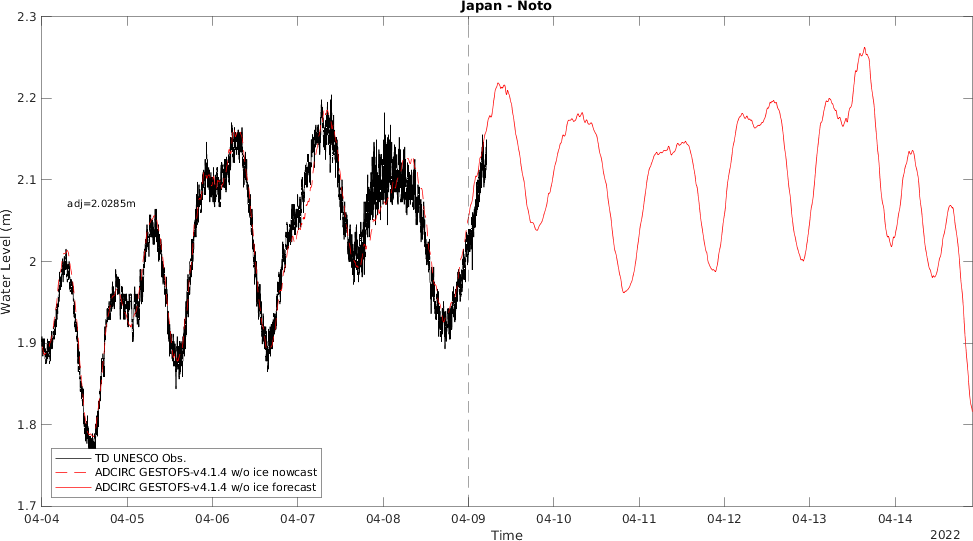 Japan - Noto
2.3
2.2
2.1
2
1.9
1.8
1.7
Water Level (m)
adj=2.0285m
TD UNESCO Obs.
ADCIRC GESTOFS-v4.1.4 w/o ice nowcast
ADCIRC GESTOFS-v4.1.4 w/o ice forecast
04-04 04-05 04-06 04-07 04-08 04-09 04-10 04-11 04-12 04-13 04-14
Time
2022